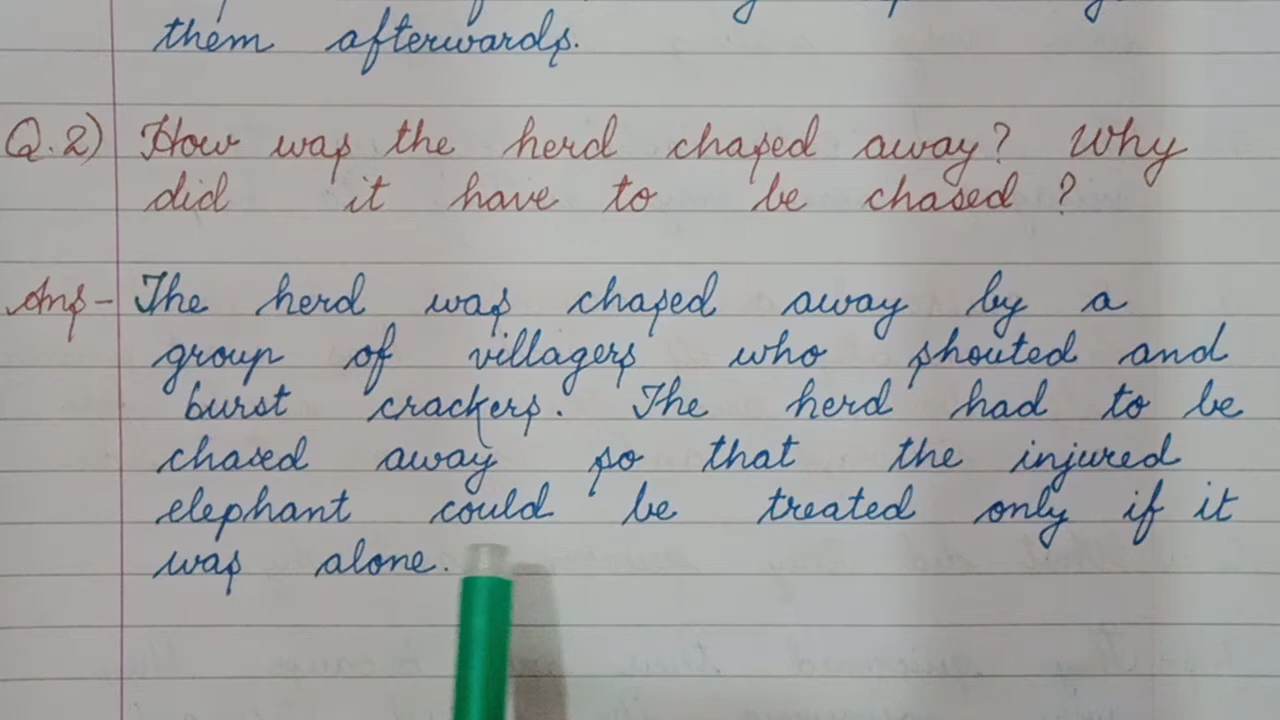 them afterwards.
Q.2) How was the herd chased away? Why
did it have to be chased ?
Ans- The herd was chased away by a
group of villagers who shouted and
burst crackers. The herd had to be
chased away so that the injured
elephant could be treated only if it
was alone.